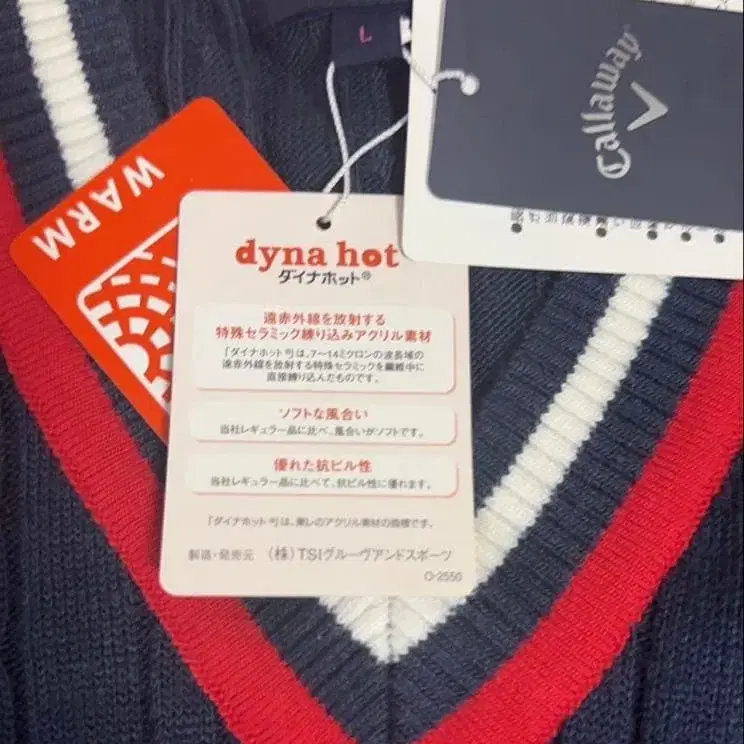 L
Callaway
WARM
dyna hot
ダイナホット®
遠赤外線を放射する
特殊セラミック練り込みアクリル素材
「ダイナホット®」は、7〜14ミクロンの波長域の
遠赤外線を放射する特殊セラミックを繊維中に
直接練り込んだものです。
ソフトな風合い
当社レギュラー品に比べ、風合いがソフトです。
優れた抗ピル性
当社レギュラー品に比べて、抗ピル性に優れます。
「ダイナホット®」は、東レのアクリル素材の商標です。
製造・発売元 (株)TSIグルーヴアンドスポーツ
O-2550